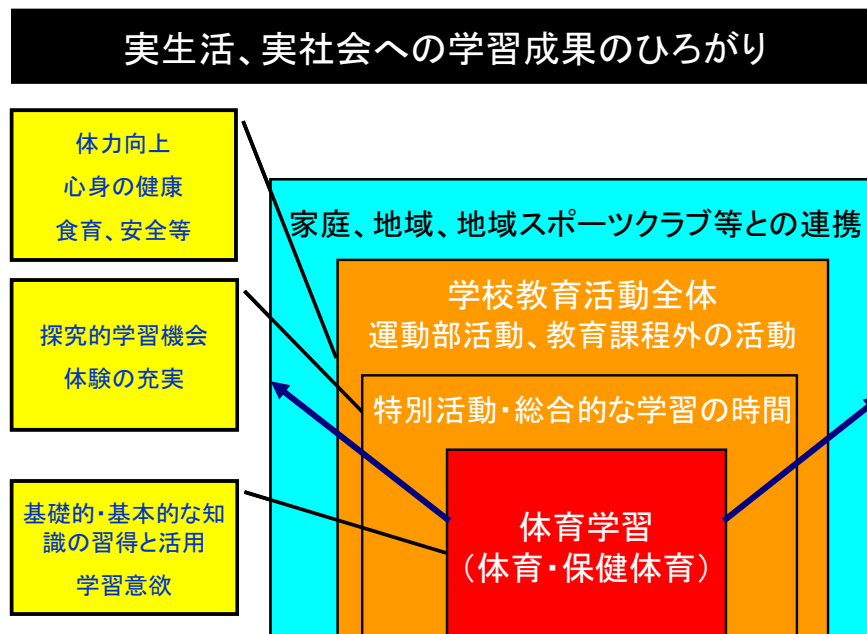 実生活、実社会への学習成果のひろがり
体力向上
心身の健康
食育、安全等
家庭、地域、地域スポーツクラブ等との連携
学校教育活動全体
運動部活動、教育課程外の活動
探究的学習機会
体験の充実
特別活動・総合的な学習の時間
基礎的・基本的な知
識の習得と活用
学習意欲
体育学習
（体育・保健体育）